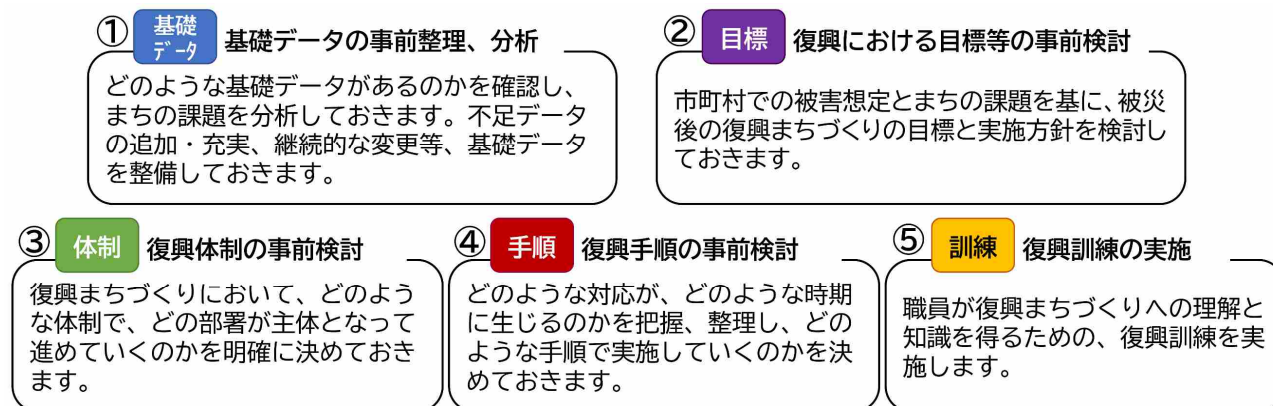 ① 基礎データ 基礎データの事前整理、分析
どのような基礎データがあるのかを確認し、
まちの課題を分析しておきます。不足データ
の追加・充実、継続的な変更等、基礎データ
を整備しておきます。
② 目標 復興における目標等の事前検討
市町村での被害想定とまちの課題を基に、被災
後の復興まちづくりの目標と実施方針を検討し
ておきます。
③ 体制 復興体制の事前検討
復興まちづくりにおいて、どのよう
な体制で、どの部署が主体となって
進めていくのかを明確に決めておき
ます。
④ 手順 復興手順の事前検討
どのような対応が、どのような時期
に生じるのかを把握、整理し、どの
ような手順で実施していくのかを決
めておきます。
⑤ 訓練 復興訓練の実施
職員が復興まちづくりへの理解と
知識を得るための、復興訓練を実
施します。